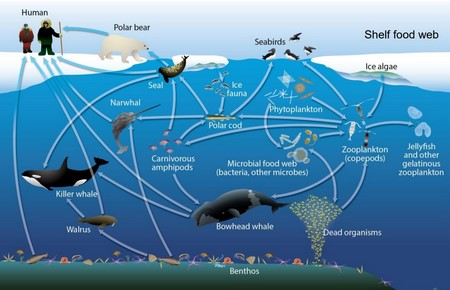 Human
Polar bear
Seabirds
Shelf food web
Ice algae
Seal
Ice
fauna
Narwhal
Phytoplankton
Polar cod
Carnivorous
amphipods
Microbial food web
(bacteria, other microbes)
Zooplankton
(copepods)
Jellyfish
and other
gelatinous
zooplankton
Killer whale
Walrus
Bowhead whale
Dead organisms
Benthos